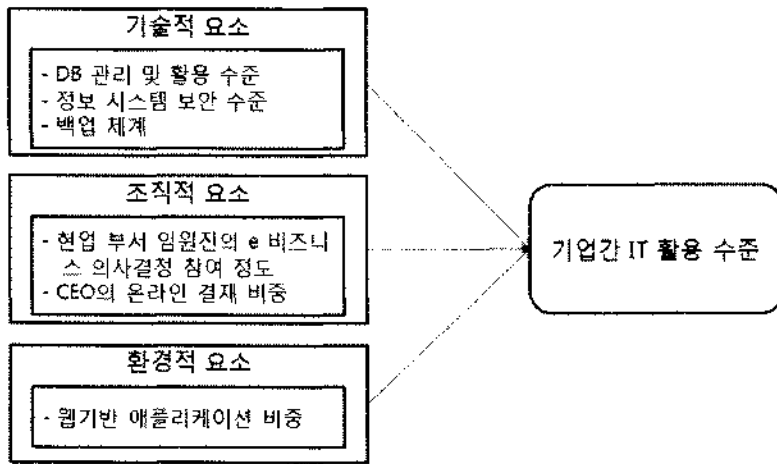 기술적 요소
- DB 관리 및 활용 수준
- 정보 시스템 보안 수준
- 백업 체계
조직적 요소
- 현업 부서 임원진의 e 비즈니
스 의사결정 참여 정도
- CEO의 온라인 결재 비중
환경적 요소
- 웹기반 애플리케이션 비중
기업간 IT 활용 수준